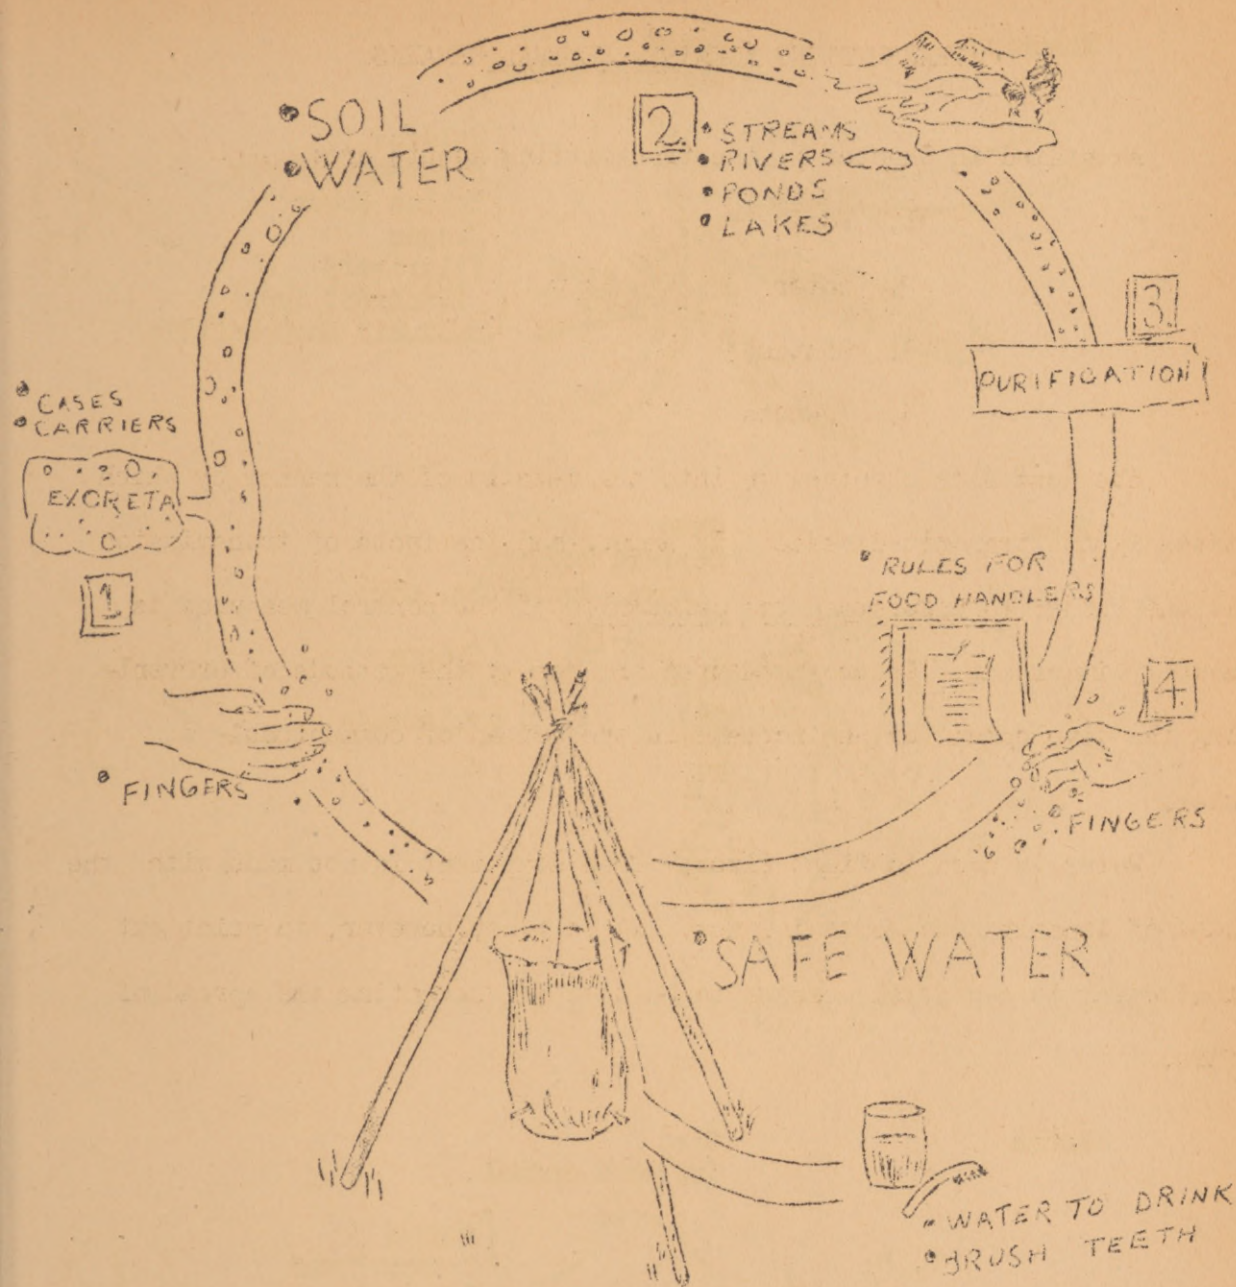 • SOIL
• WATER
2
• STREAMS
• RIVERS
• PONDS
• LAKES
3
PURIFICATION
• CASES
• CARRIERS
EXCRETA
1
• RULES FOR
FOOD HANDLERS
4
• FINGERS
• FINGERS
• SAFE WATER
• WATER TO DRINK
• BRUSH TEETH